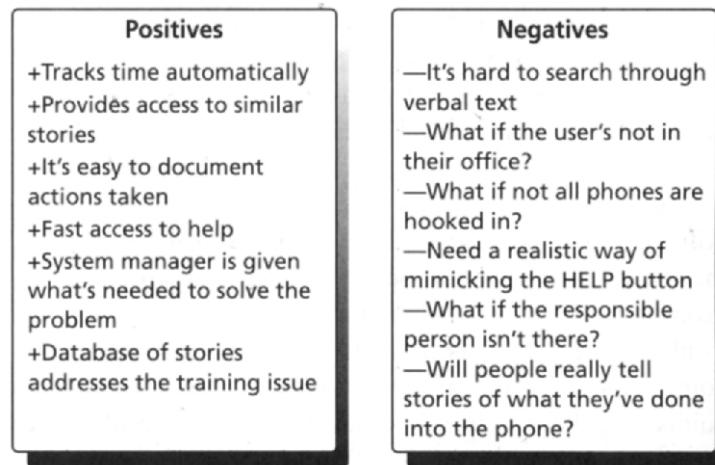 Positives
+Tracks time automatically
+Provides access to similar
stories
+It's easy to document
actions taken
+Fast access to help
+System manager is given
what's needed to solve the
problem
+Database of stories
addresses the training issue
Negatives
—It's hard to search through
verbal text
—What if the user's not in
their office?
—What if not all phones are
hooked in?
—Need a realistic way of
mimicking the HELP button
—What if the responsible
person isn't there?
—Will people really tell
stories of what they've done
into the phone?